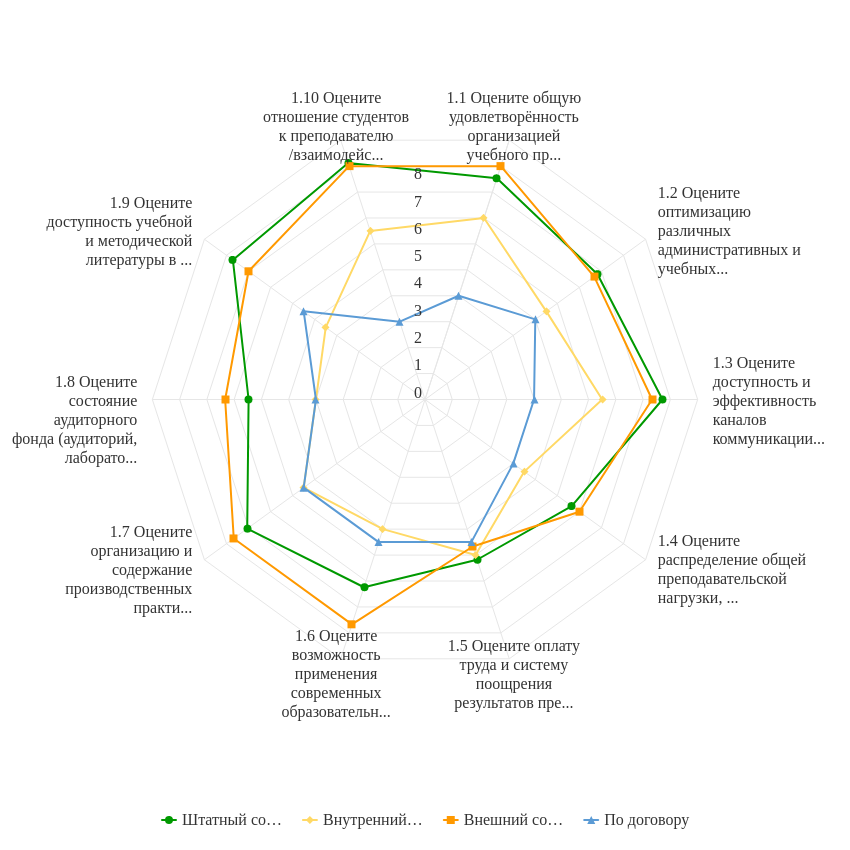 1.10 Оцените
отношение студентов
к преподавателю
/взаимодейс...
1.1 Оцените общую
удовлетворённость
организацией
учебного пр...
1.2 Оцените
оптимизацию
различных
административных и
учебных...
1.3 Оцените
доступность и
эффективность
каналов
коммуникации...
1.4 Оцените
распределение общей
преподавательской
нагрузки, ...
1.5 Оцените оплату
труда и систему
поощрения
результатов пре...
1.6 Оцените
возможность
применения
современных
образовательн...
1.7 Оцените
организацию и
содержание
производственных
практи...
1.8 Оцените
состояние
аудиторного
фонда (аудиторий,
лаборато...
1.9 Оцените
доступность учебной
и методической
литературы в ...
8
7
6
5
4
3
2
1
0
Штатный со... Внутренний... Внешний со... По договору